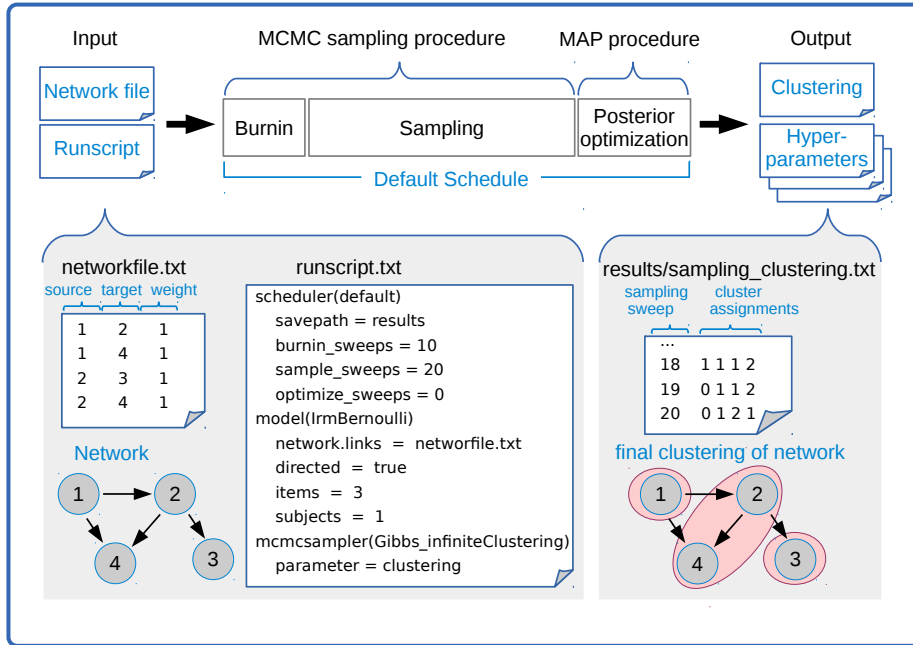 Input
MCMC sampling procedure
MAP procedure
Output
Network file
Runscript
Burnin
Sampling
Posterior
optimization
Default Schedule
Clustering
Hyper-
parameters
networkfile.txt
source target weight
1 2 1
1 4 1
2 3 1
2 4 1
Network
1
2
4
3
runscript.txt
scheduler(default)
savepath = results
burnin_sweeps = 10
sample_sweeps = 20
optimize_sweeps = 0
model(IrmBernoulli)
network.links = networfile.txt
directed = true
items = 3
subjects = 1
mcmcsampler(Gibbs_infiniteClustering)
parameter = clustering
results/sampling_clustering.txt
sampling
sweep
cluster
assignments
...
18 1 1 1 2
19 0 1 1 2
20 0 1 2 1
final clustering of network
1
2
4
3